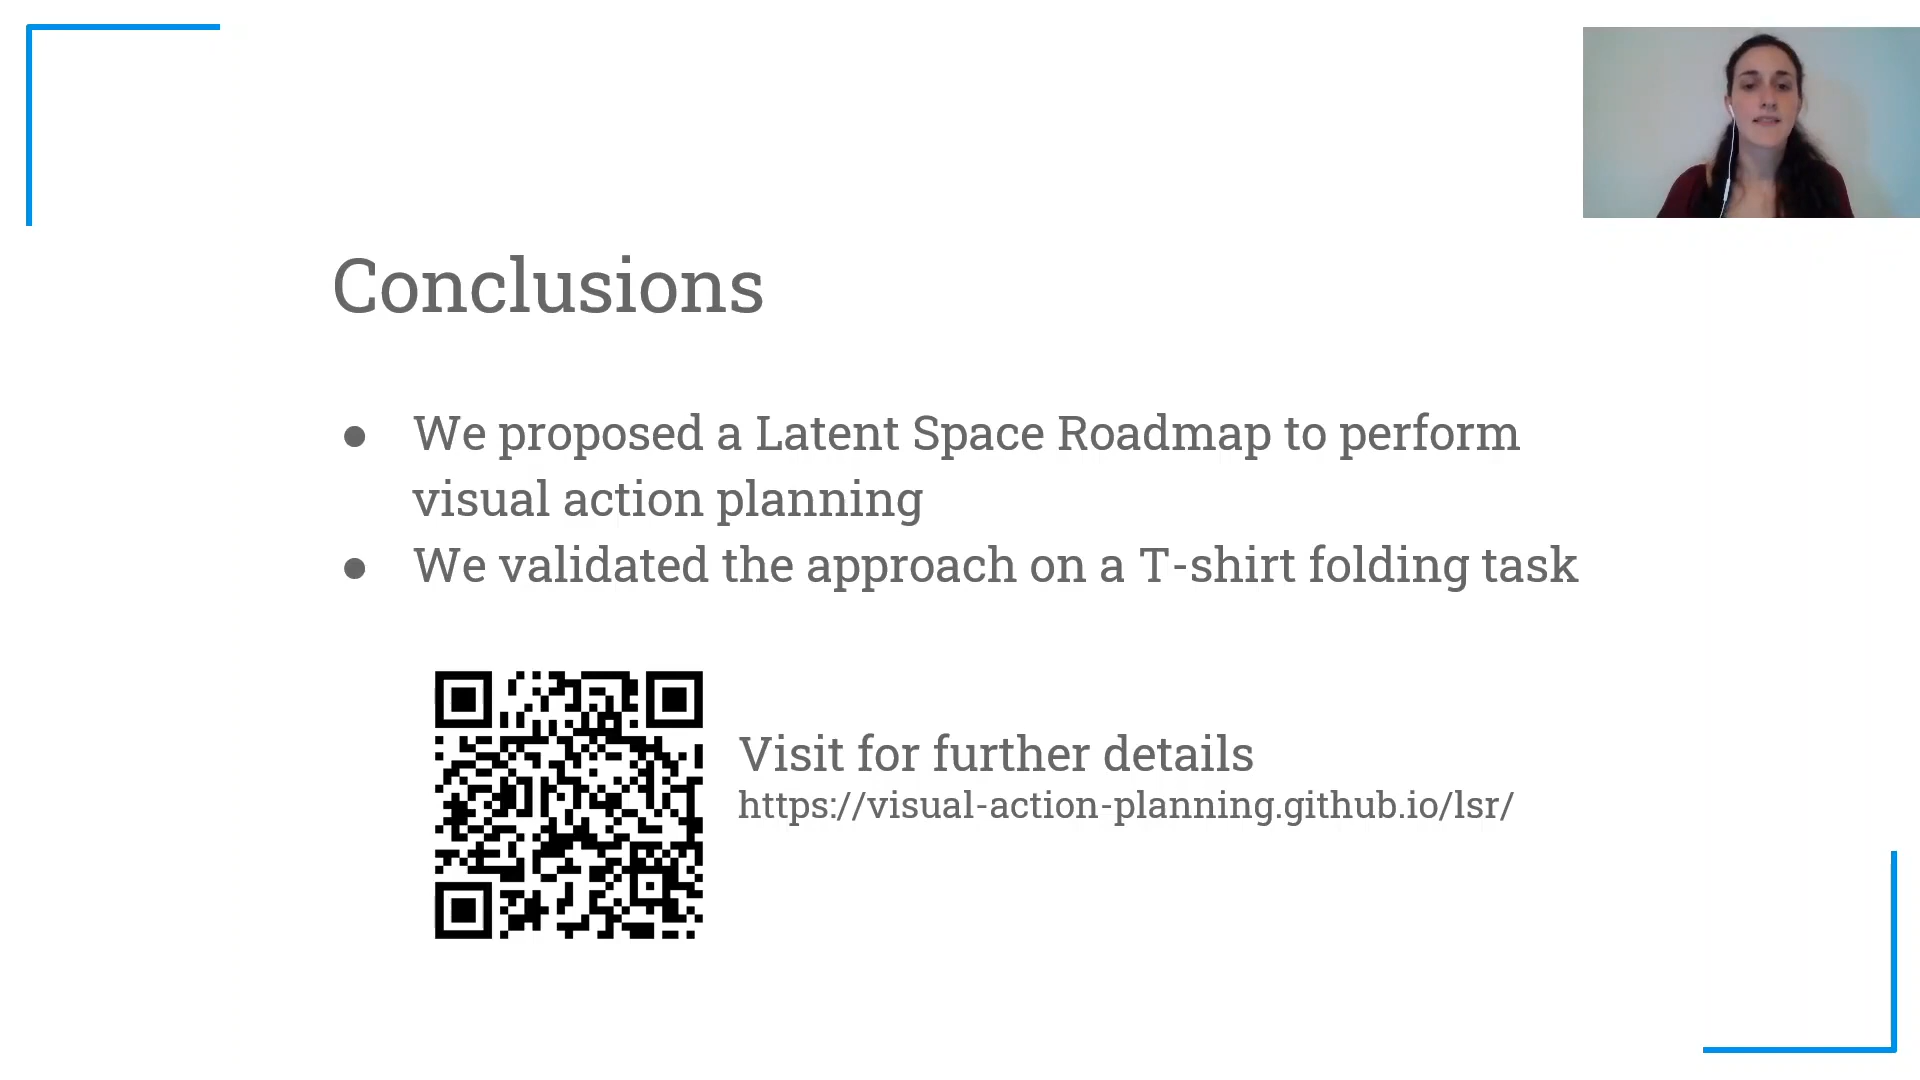 Conclusions
● We proposed a Latent Space Roadmap to perform
visual action planning
● We validated the approach on a T-shirt folding task
Visit for further details
https://visual-action-planning.github.io/lsr/